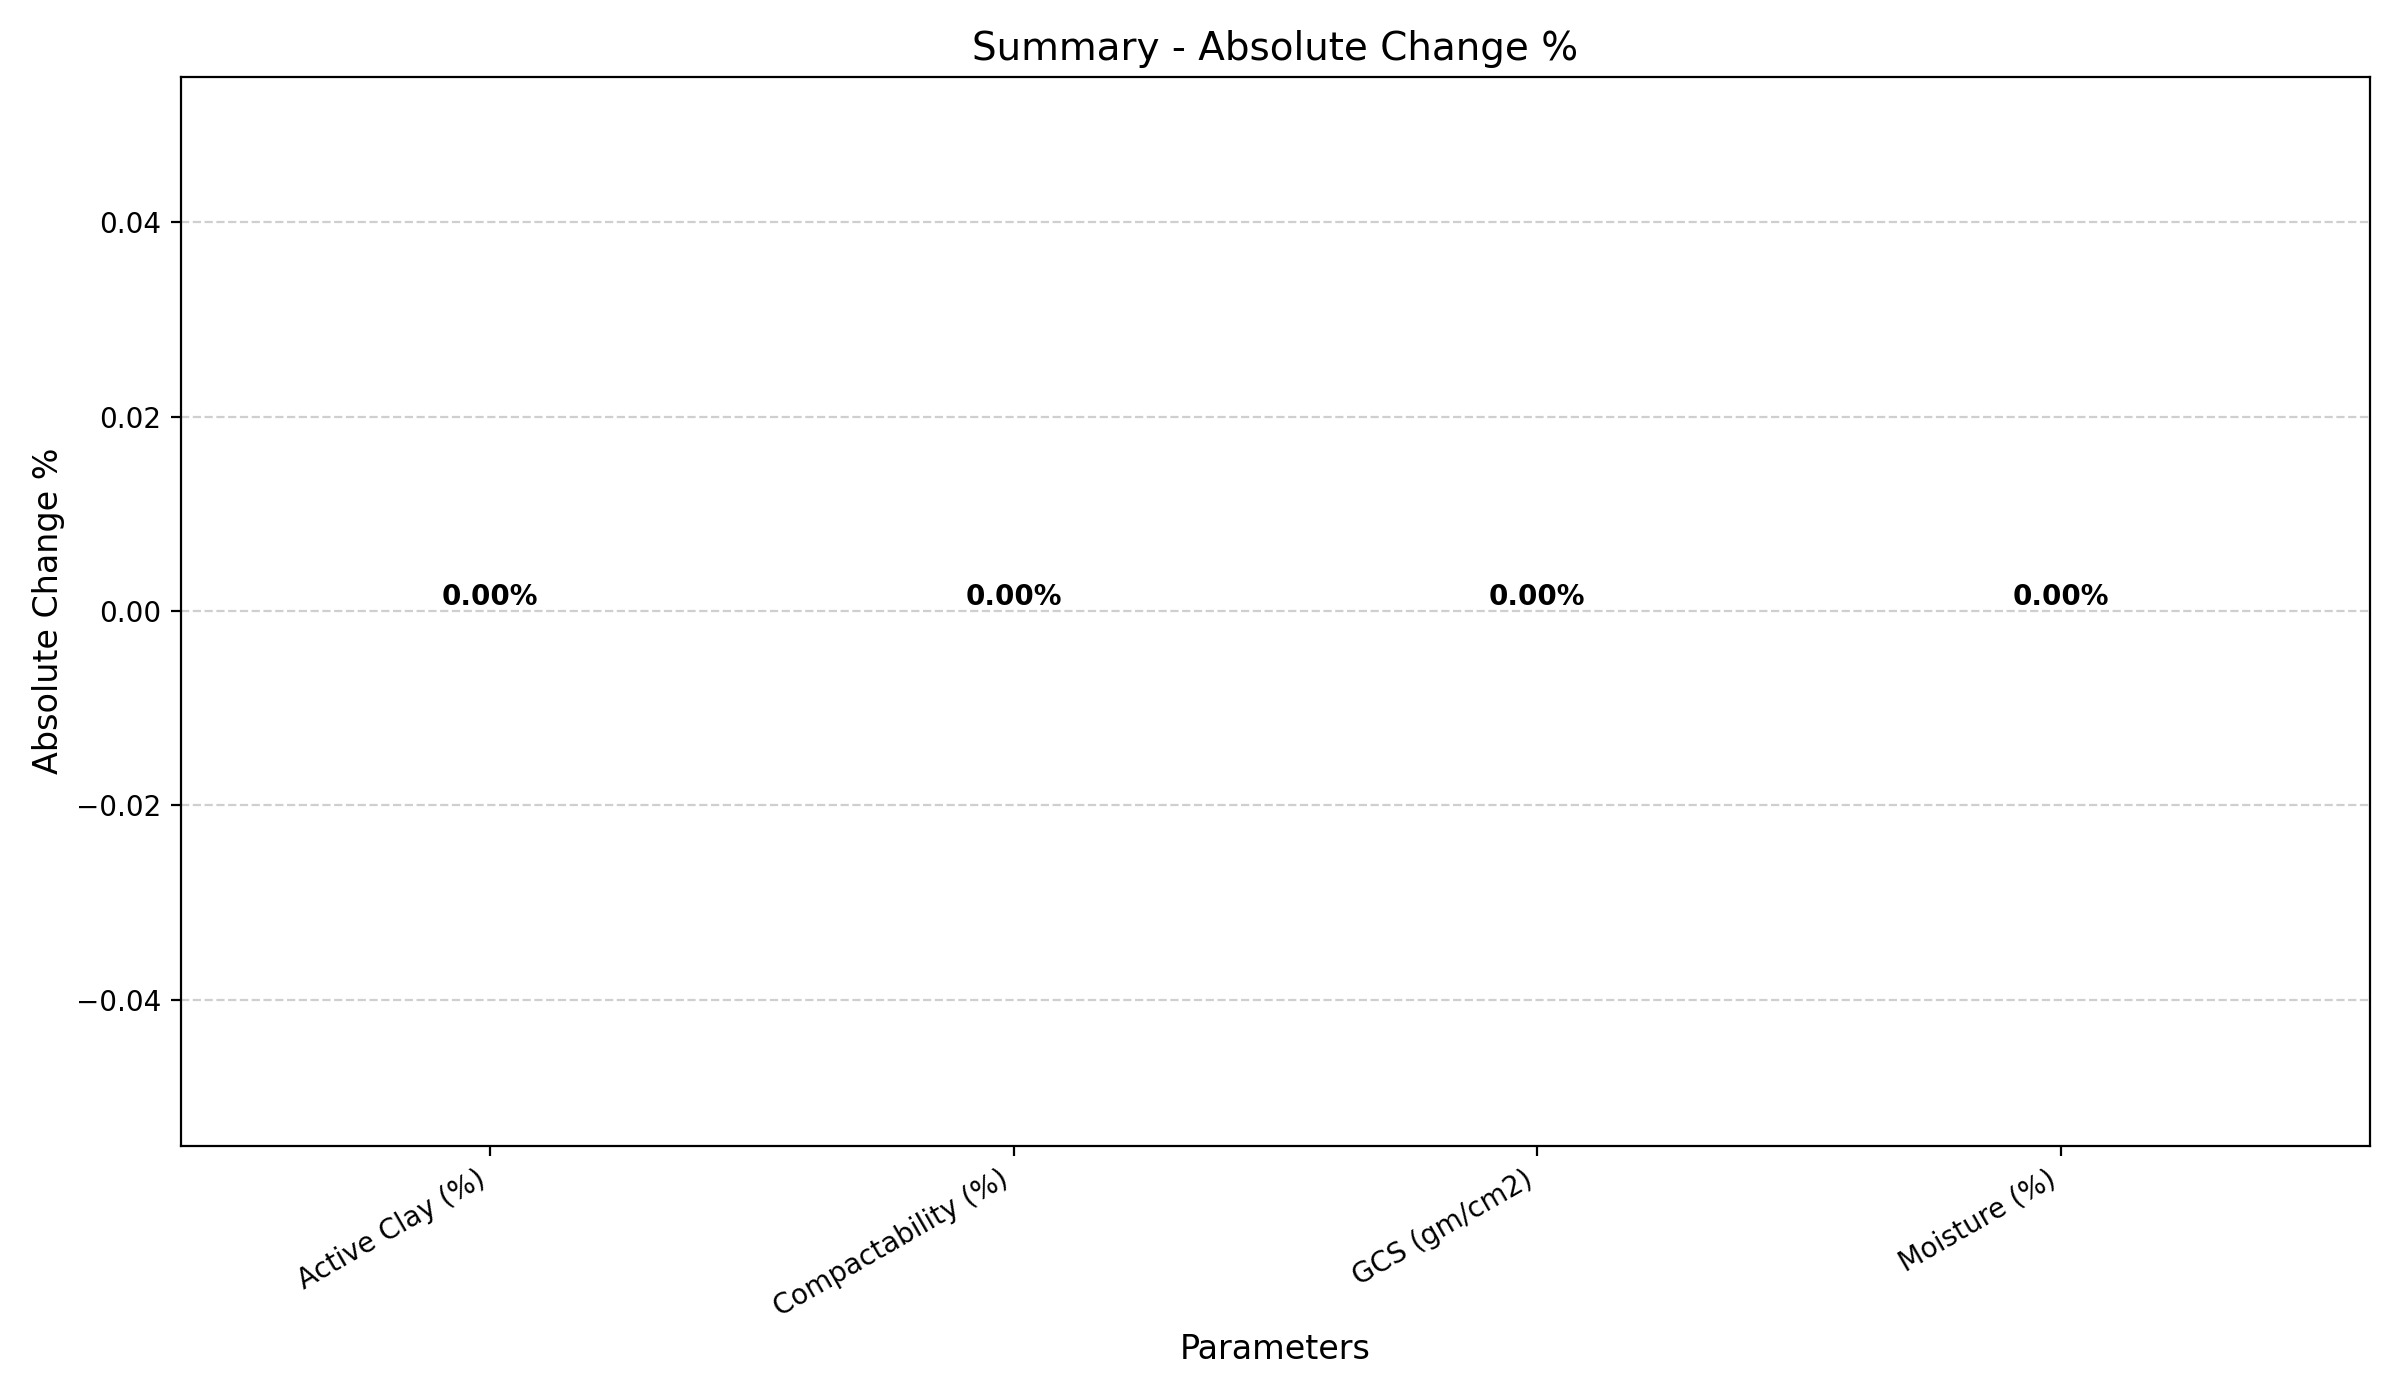 Summary - Absolute Change %
Absolute Change %
0.04
0.02
0.00
−0.02
−0.04
0.00%
0.00%
0.00%
0.00%
Active Clay (%)
Compactability (%)
GCS (gm/cm2)
Moisture (%)
Parameters